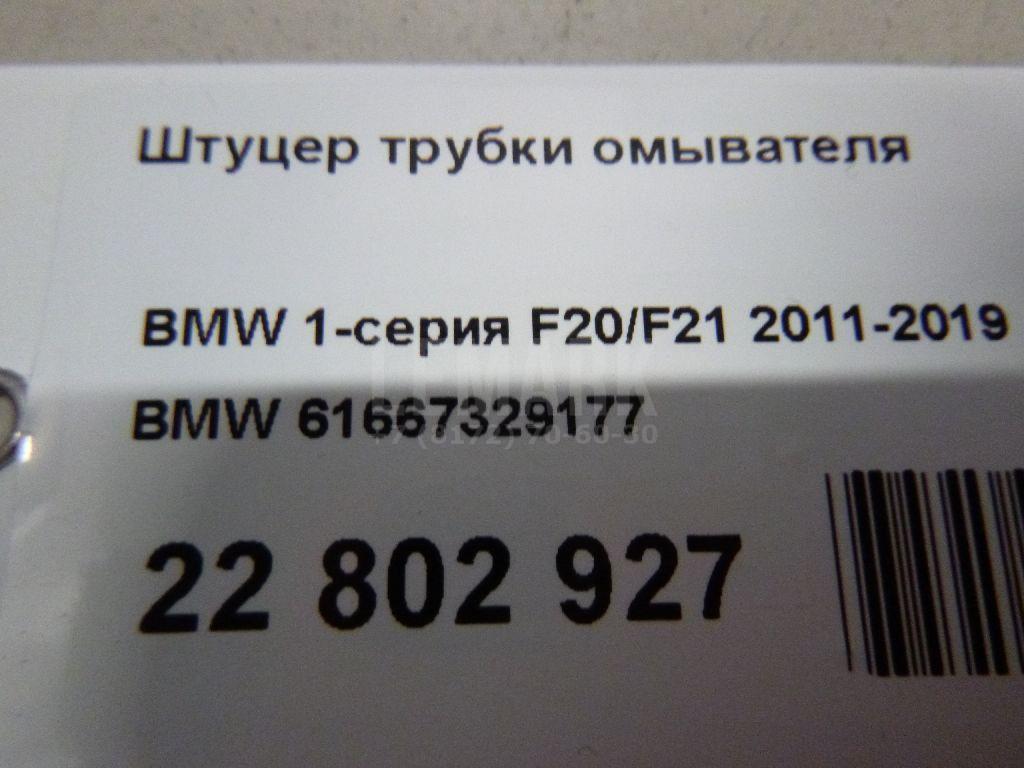 Штуцер трубки омывателя
BMW 1-серия F20/F21 2011-2019
BMW 61667329177
22 802 927